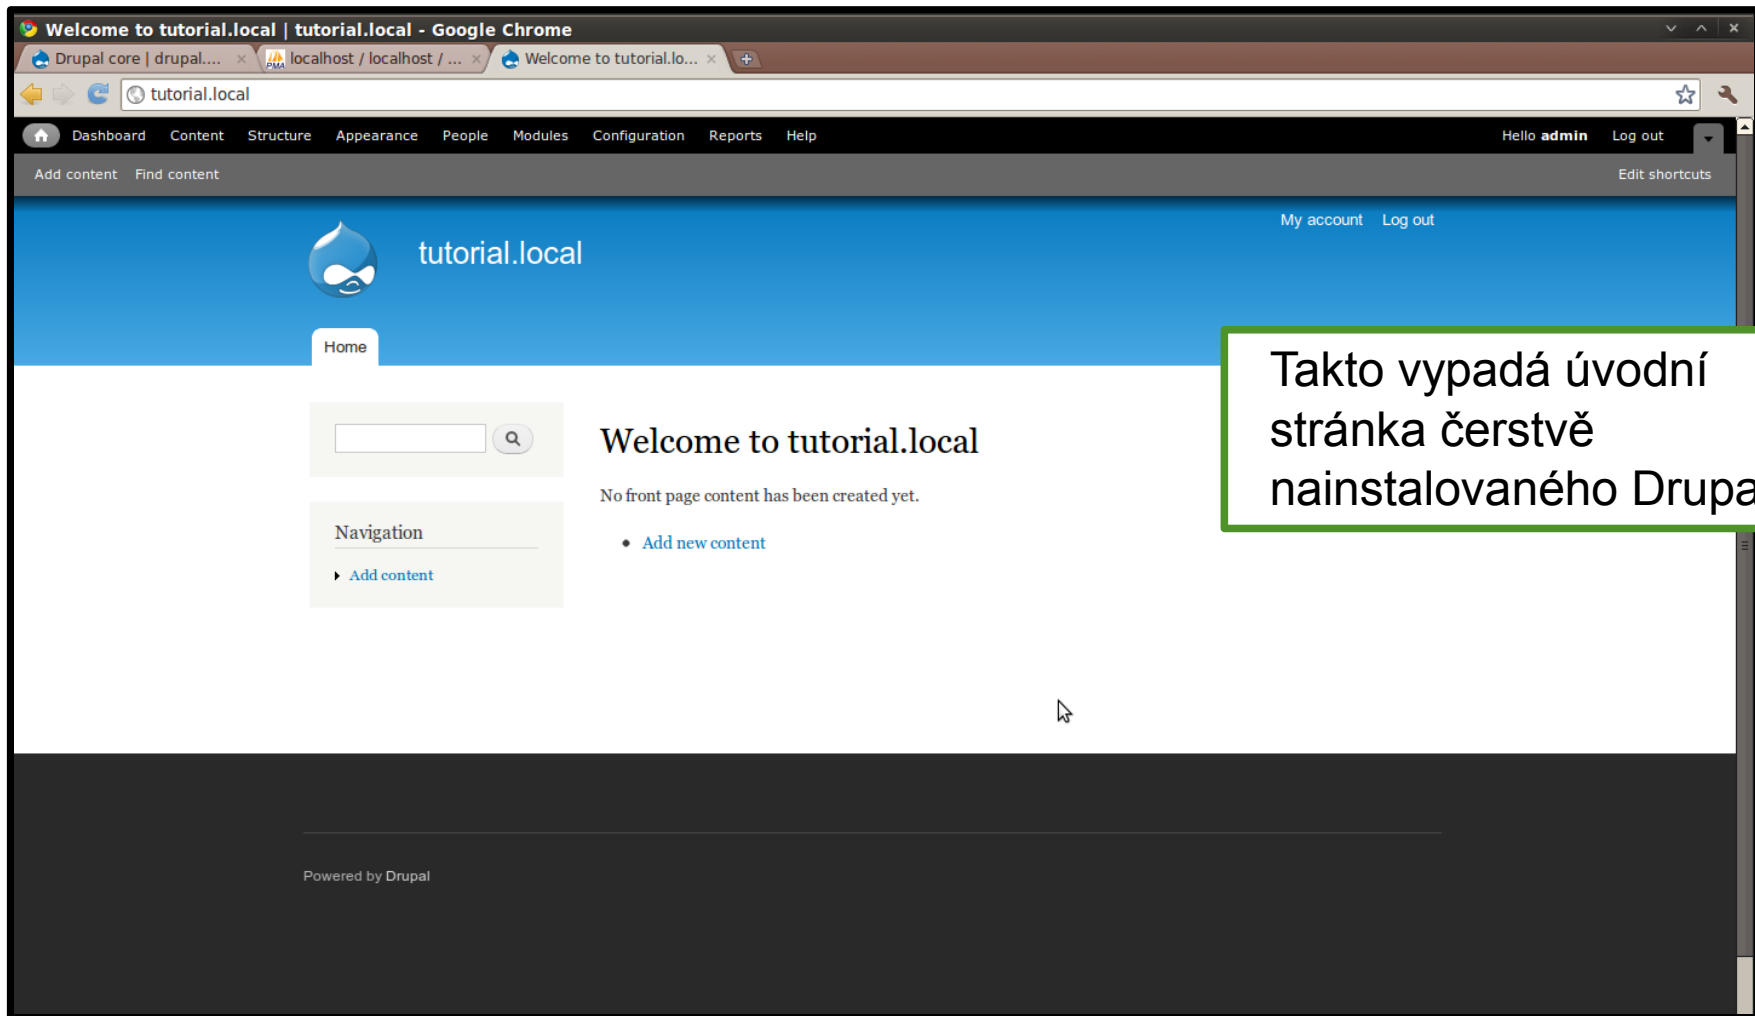 Welcome to tutorial.local | tutorial.local - Google Chrome
Drupal core | drupal.... localhost / localhost / ... Welcome to tutorial.lo...
tutorial.local
Dashboard Content Structure Appearance People Modules Configuration Reports Help Hello admin Log out
Add content Find content Edit shortcuts
My account Log out
tutorial.local
Home
Takto vypadá úvodní
stránka čerstvě
nainstalovaného Drupa
Welcome to tutorial.local
No front page content has been created yet.
Add new content
Navigation
Add content
Powered by Drupal